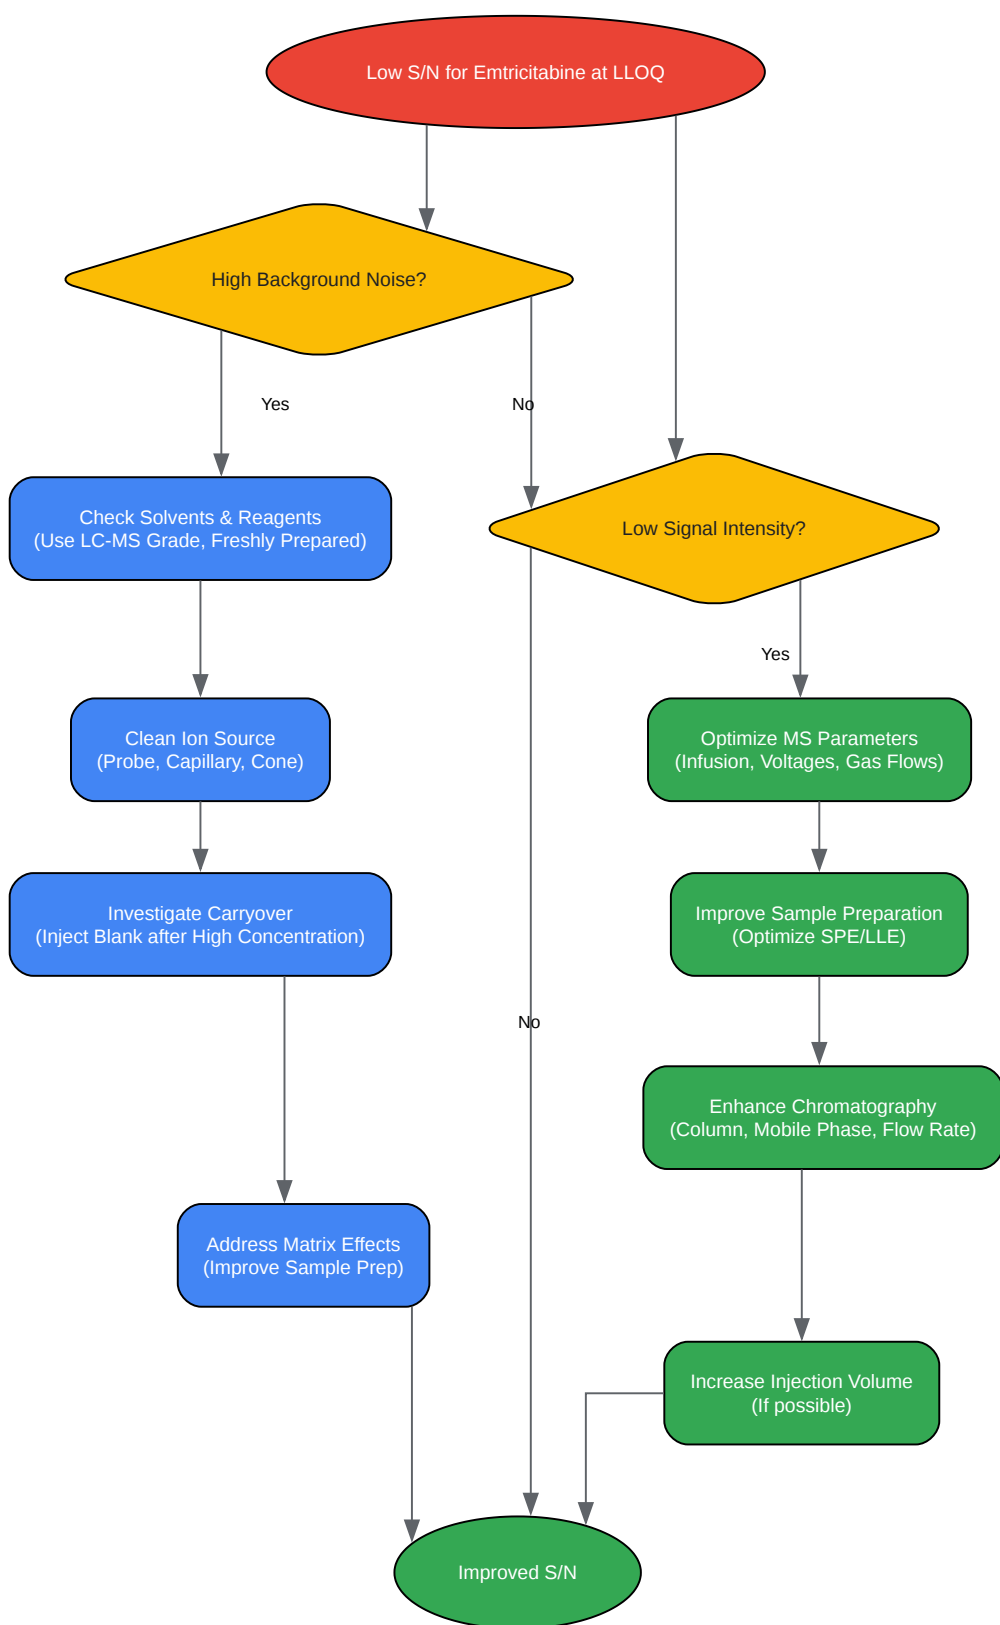 Low S/N for Emtricitabine at LLOQ
High Background Noise?
Yes
No
Check Solvents & Reagents
(Use LC-MS Grade, Freshly Prepared)
Low Signal Intensity?
Yes
Clean Ion Source
(Probe, Capillary, Cone)
Optimize MS Parameters
(Infusion, Voltages, Gas Flows)
Investigate Carryover
(Inject Blank after High Concentration)
Improve Sample Preparation
(Optimize SPE/LLE)
No
Enhance Chromatography
(Column, Mobile Phase, Flow Rate)
Address Matrix Effects
(Improve Sample Prep)
Increase Injection Volume
(If possible)
Improved S/N